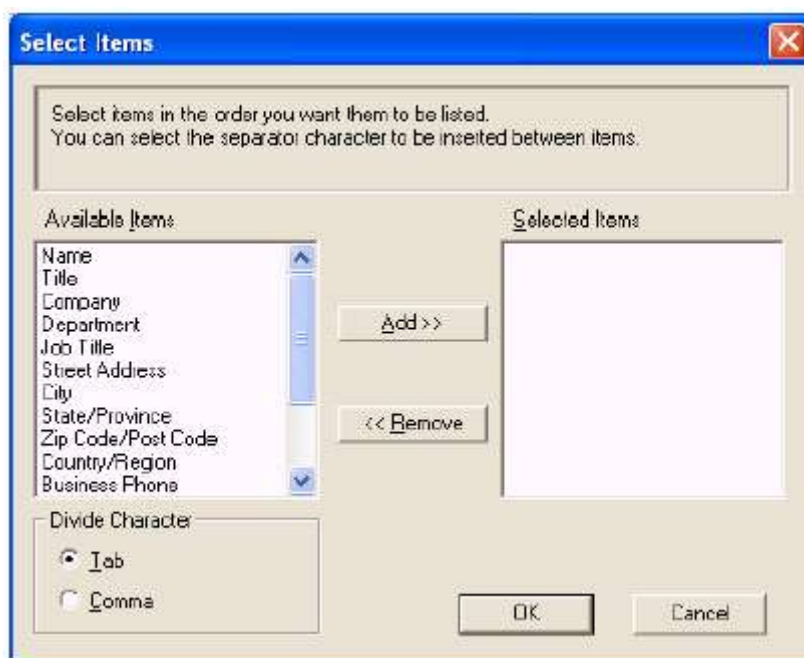 Select Items
Select items in the order you want them to be listed.
You can select the separator character to be inserted between items.
Available Items
Selected Items
Name
Title
Company
Department
Job Title
Street Address
City
State/Province
Zip Code/Post Code
Country/Region
Business Phone
Add >>
<< Remove
Divide Character
Tab
Comma
OK
Cancel